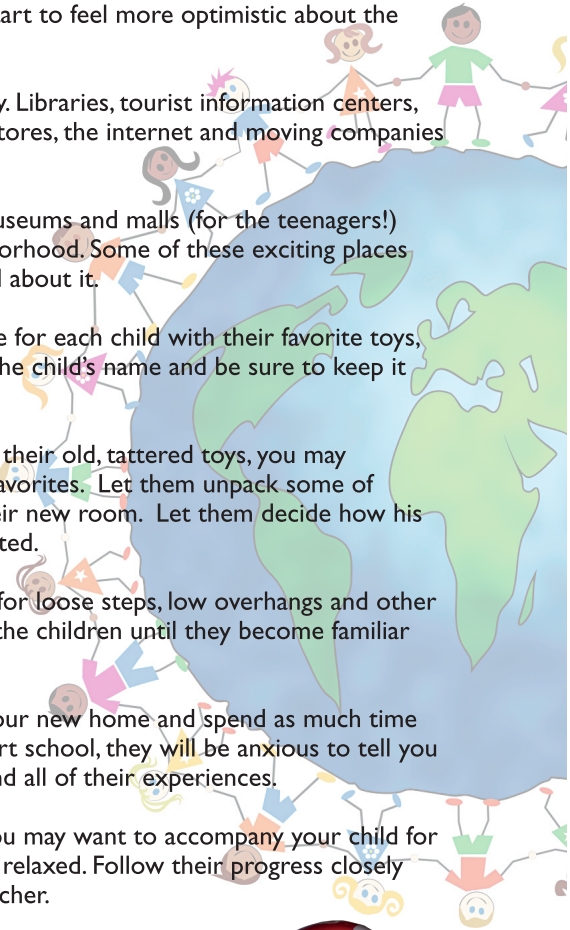 art to feel more optimistic about the
y. Libraries, tourist information centers,
tores, the internet and moving companies
useums and malls (for the teenagers!)
orhood. Some of these exciting places
l about it.
e for each child with their favorite toys,
he child's name and be sure to keep it
their old, tattered toys, you may
avorites. Let them unpack some of
eir new room. Let them decide how his
ted.
for loose steps, low overhangs and other
the children until they become familiar
our new home and spend as much time
rt school, they will be anxious to tell you
nd all of their experiences.
ou may want to accompany your child for
relaxed. Follow their progress closely
cher.